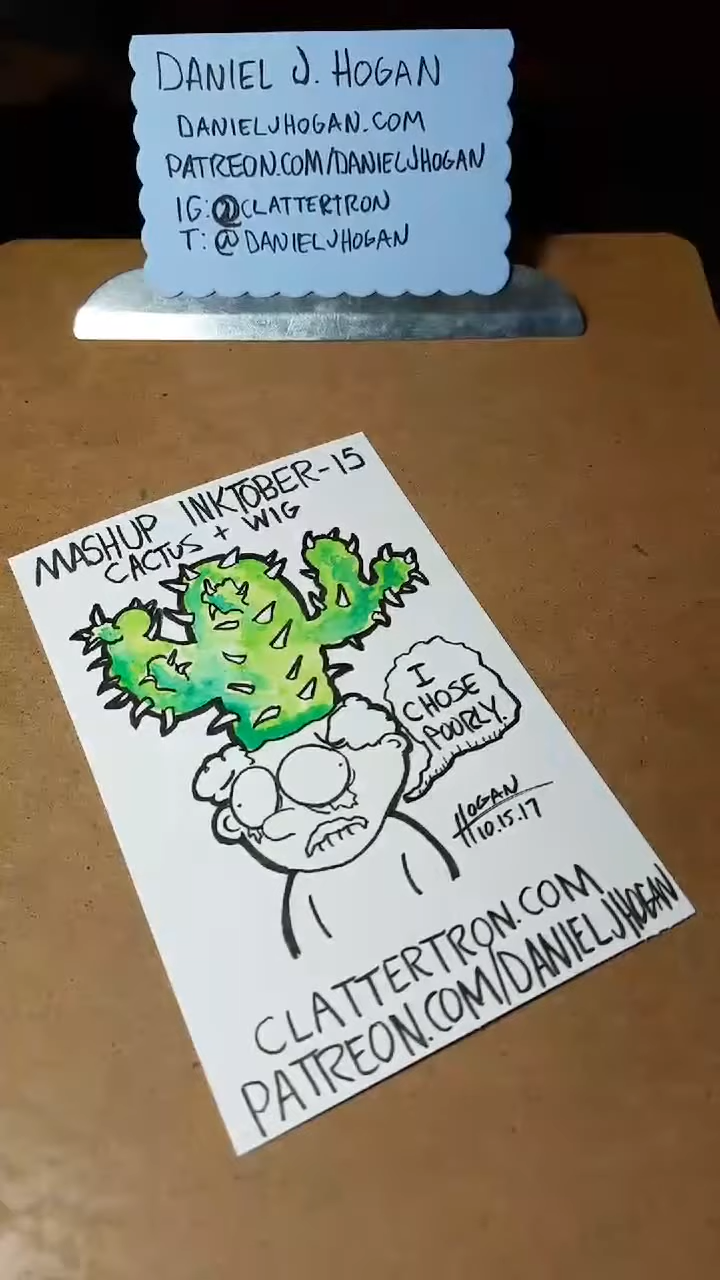 DANIEL J. HOGAN
DANIELJHOGAN.COM
PATREON.COM/DANIELJHOGAN
IG: @CLATTERTRON
T: @DANIELJHOGAN
MASHUP INKTOBER-15
CACTUS + WIG
I
CHOSE
POORLY.
HOGAN
10.15.17
CLATTERTRON.COM
PATREON.COM/DANIELJHOGAN